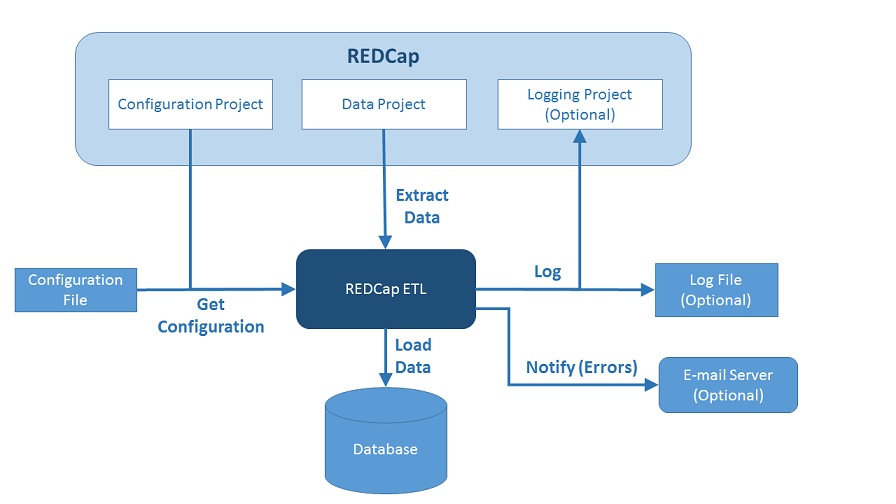 REDCap
Configuration Project
Data Project
Logging Project
(Optional)
Extract
Data
Configuration
File
Get
Configuration
REDCap ETL
Log
Log File
(Optional)
Load
Data
Notify (Errors)
E-mail Server
(Optional)
Database